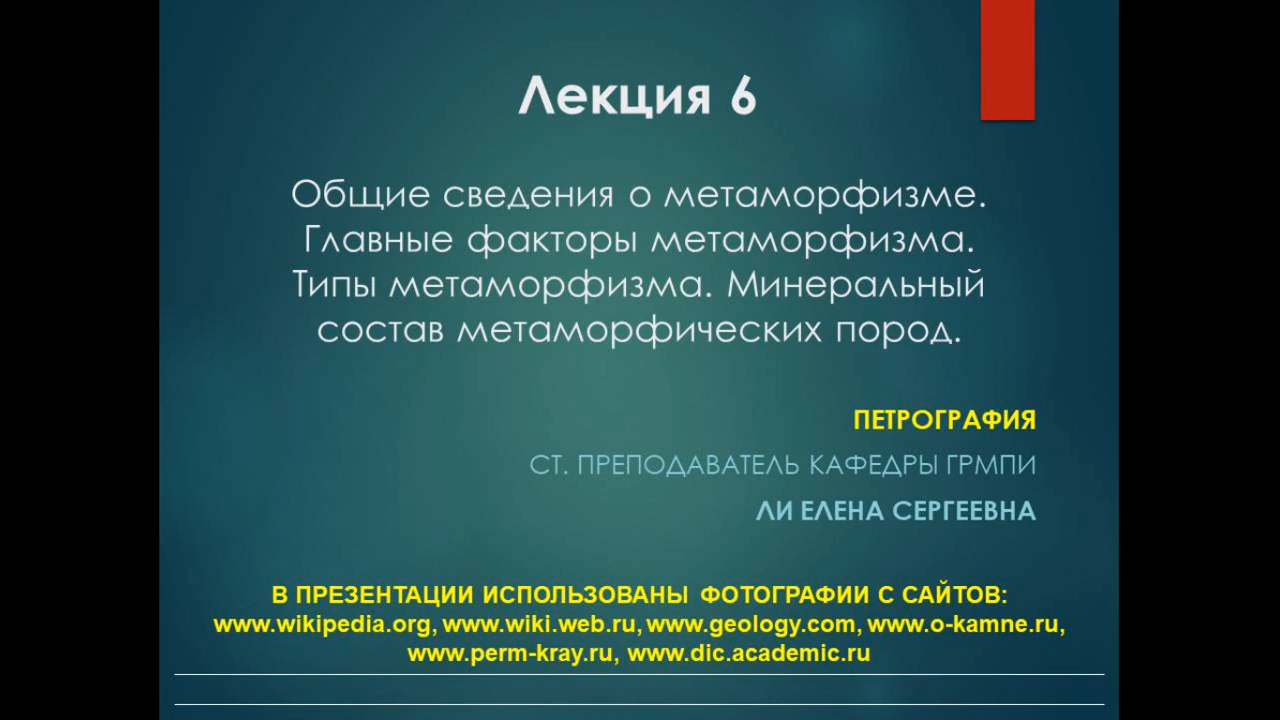 Лекция 6
Общие сведения о метаморфизме.
Главные факторы метаморфизма.
Типы метаморфизма. Минеральный
состав метаморфических пород.
ПЕТРОГРАФИЯ
СТ. ПРЕПОДАВАТЕЛЬ КАФЕДРЫ ГРМПИ
ЛИ ЕЛЕНА СЕРГЕЕВНА
В ПРЕЗЕНТАЦИИ ИСПОЛЬЗОВАНЫ ФОТОГРАФИИ С САЙТОВ:
www.wikipedia.org, www.wiki.web.ru, www.geology.com, www.o-kamne.ru,
www.perm-kray.ru, www.dic.academic.ru